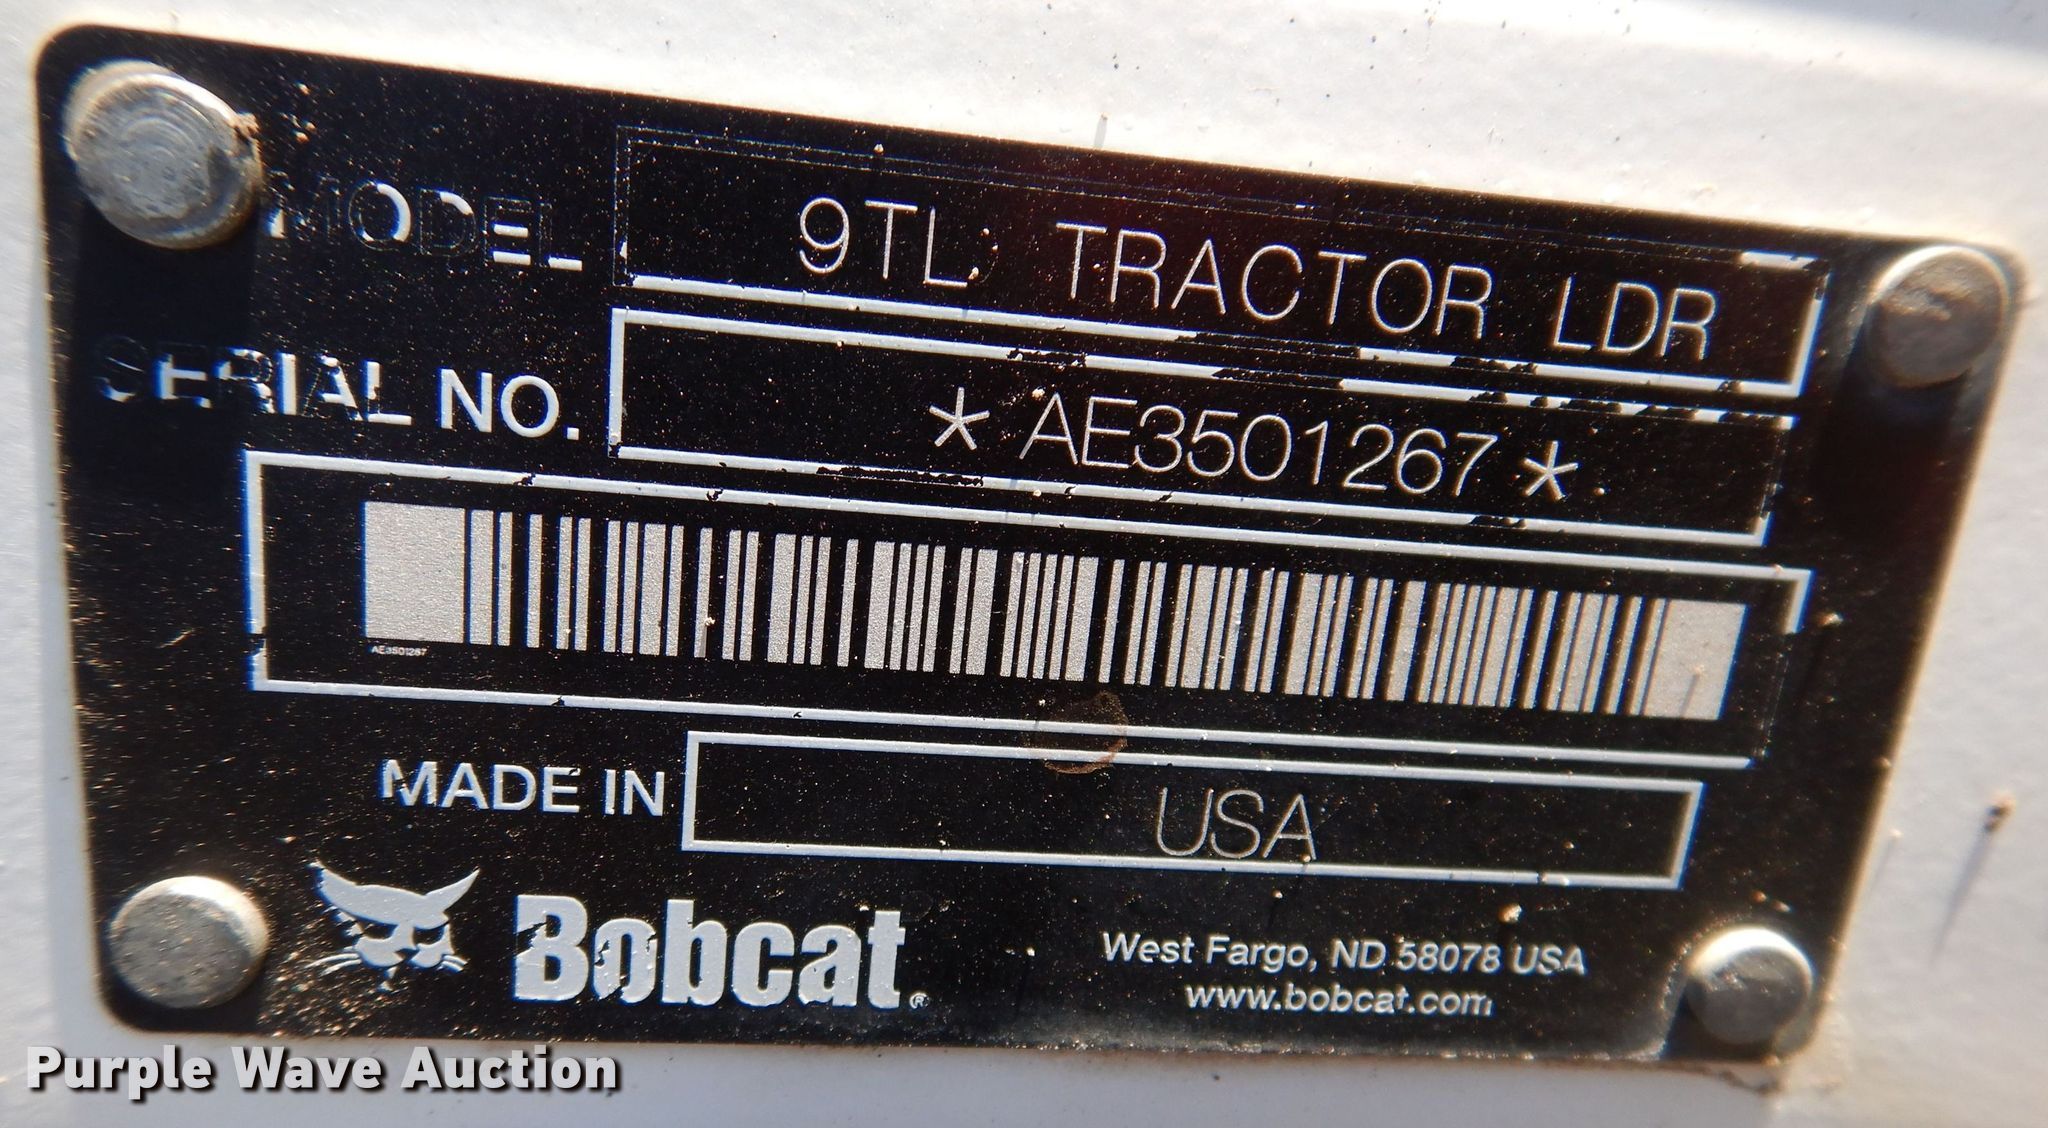 MODEL 9TL TRACTOR LDR
SERIAL NO. * AE3501267 *
AE3501267
MADE IN USA
Bobcat®
West Fargo, ND 58078 USA
www.bobcat.com
Purple Wave Auction